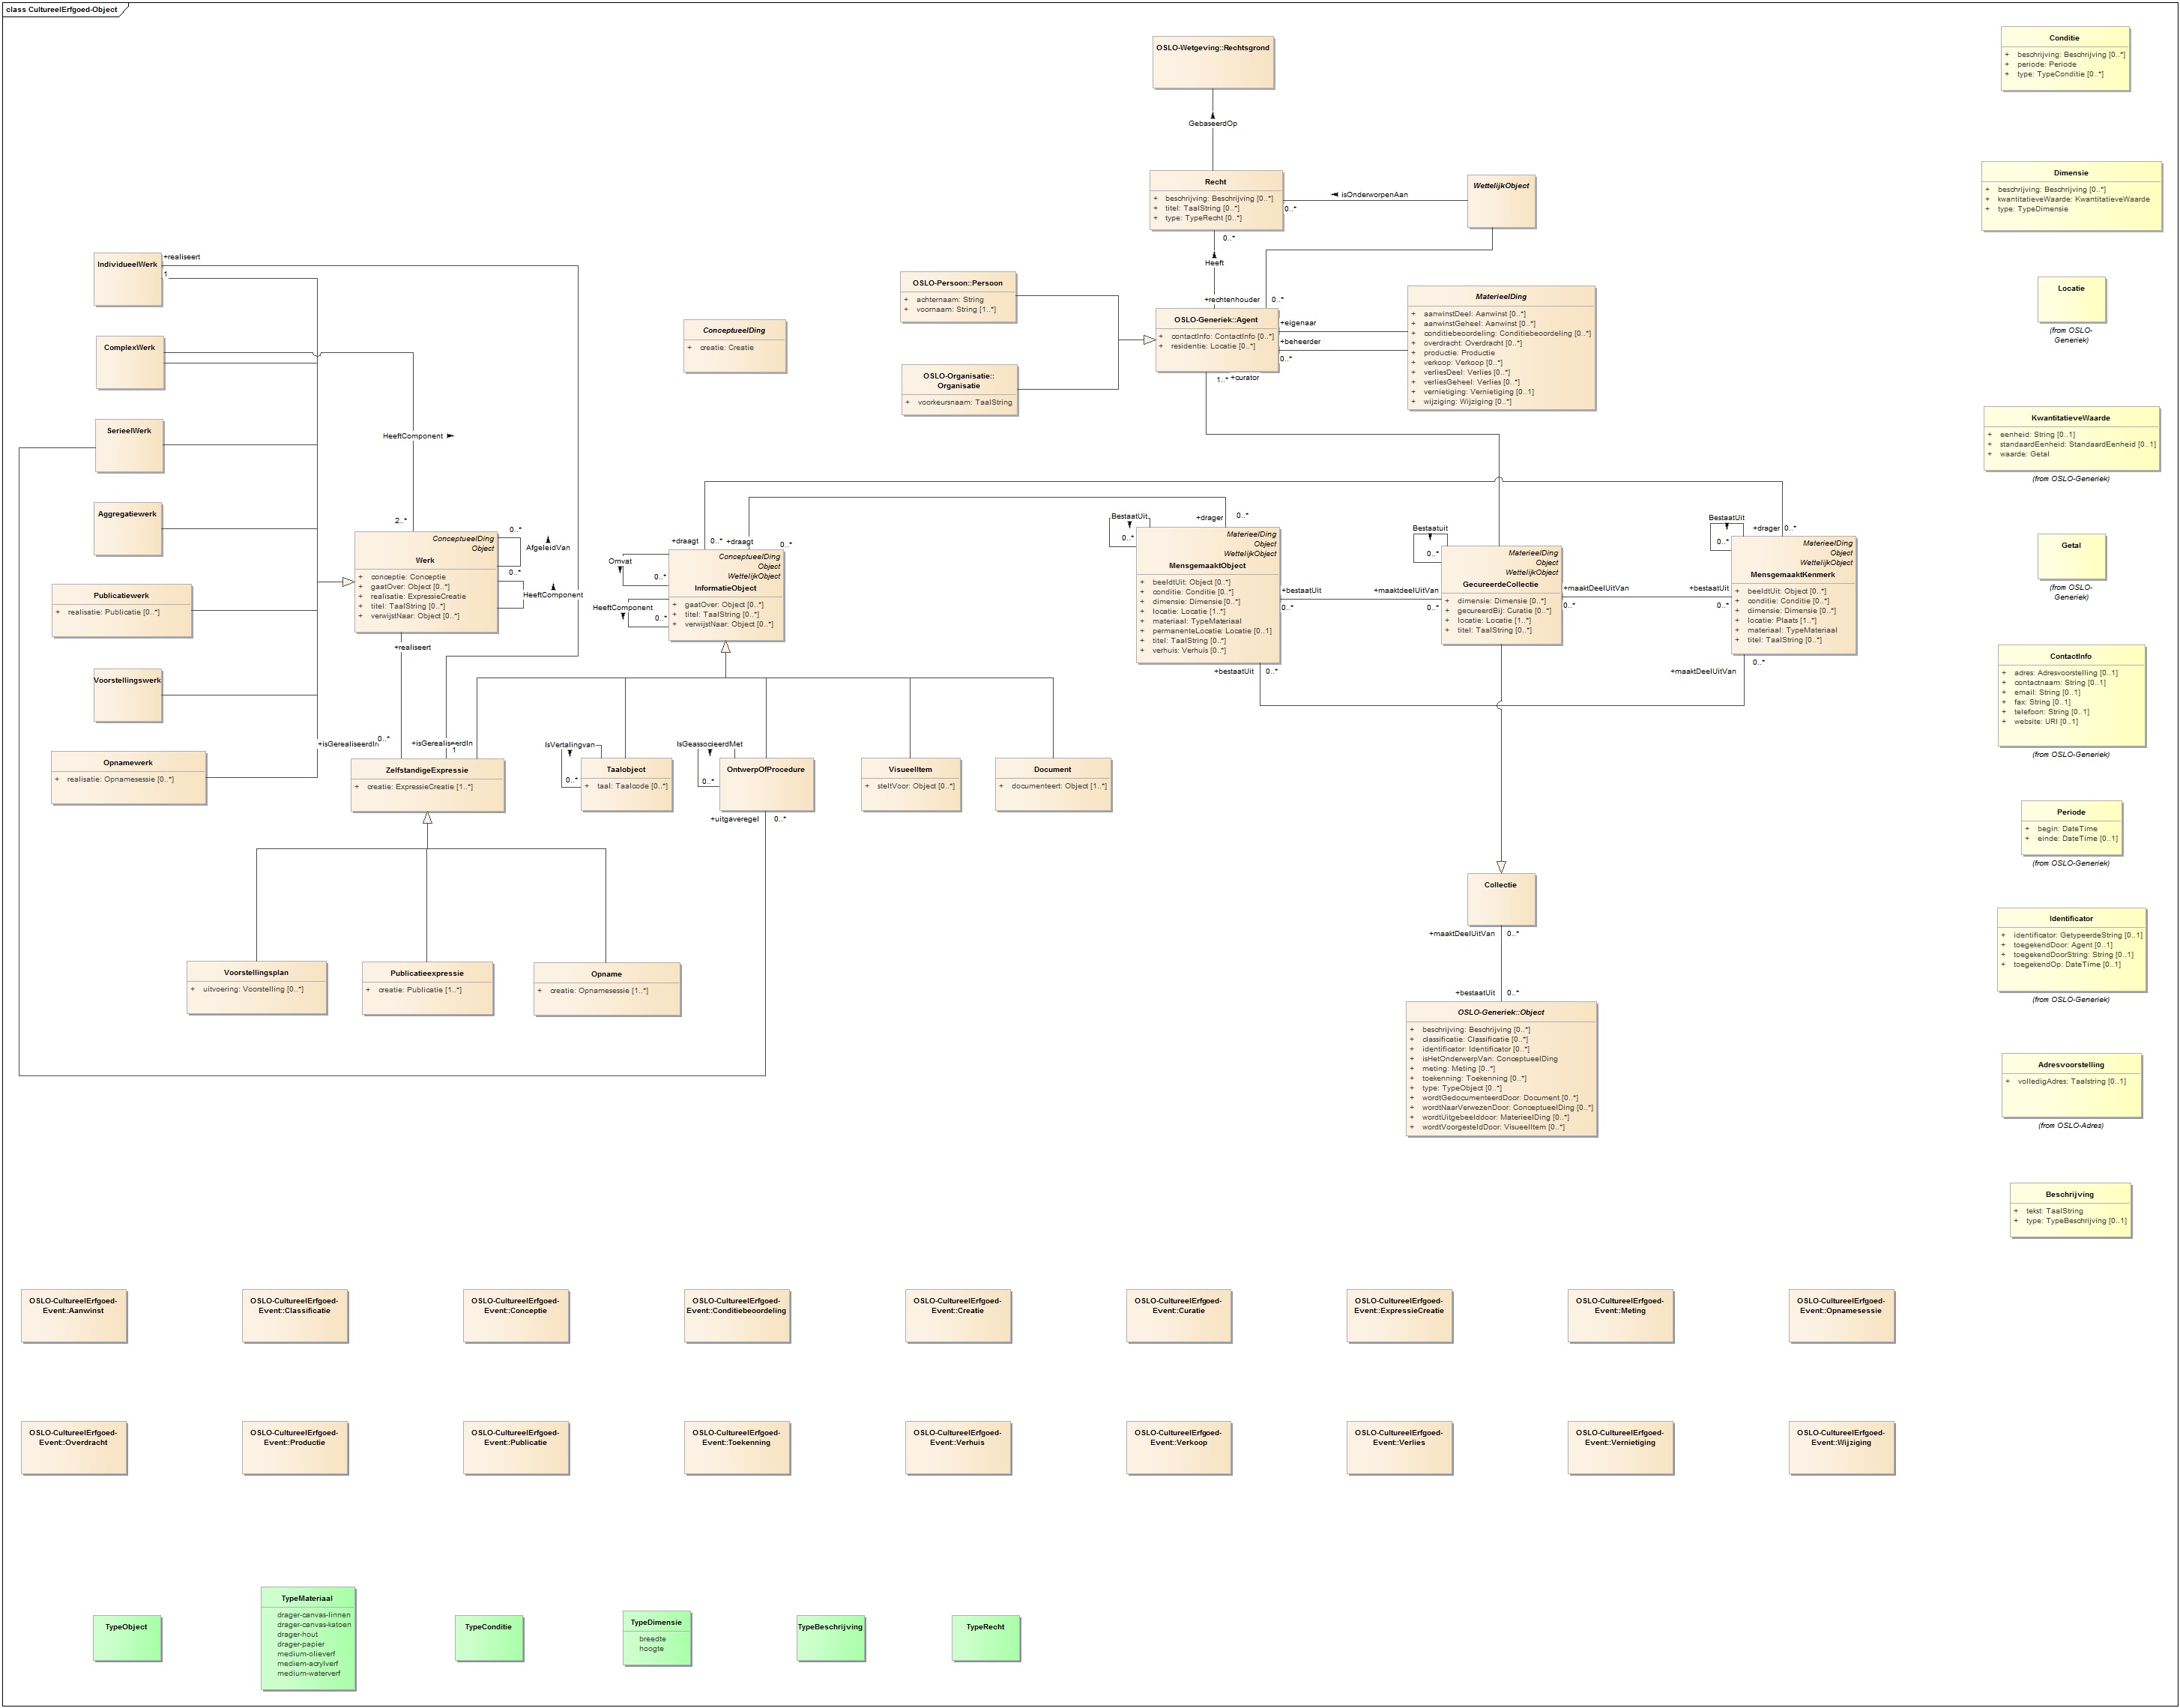 class CultureelErfgoed-Object
OSLO-Wetgeving::Rechtsgrond
GebaseerdOp
Recht
+ beschrijving: Beschrijving [0..*]
+ titel: TaalString [0..*]
+ type: TypeRecht [0..*]
0..*
isOnderworpenAan
0..*
WettelijkObject
Heeft
+rechtenhouder
0..*
OSLO-Persoon::Persoon
+ achternaam: String
+ voornaam: String [1..*]
OSLO-Organisatie::
Organisatie
+ voorkeursnaam: TaalString
OSLO-Generiek::Agent
+ contactInfo: ContactInfo [0..*]
+ residentie: Locatie [0..*]
+eigenaar
+beheerder
0..*
1..*
+curator
MaterieelDing
+ aanwinstDeel: Aanwinst [0..*]
+ aanwinstGeheel: Aanwinst [0..*]
+ conditiebeoordeling: Conditiebeoordeling [0..*]
+ overdracht: Overdracht [0..*]
+ productie: Productie
+ verkoop: Verkoop [0..*]
+ verliesDeel: Verlies [0..*]
+ verliesGeheel: Verlies [0..*]
+ vernietiging: Vernietiging [0..1]
+ wijziging: Wijziging [0..*]
ConceptueelDing
+ creatie: Creatie
IndividueelWerk
+realiseert
1
ComplexWerk
SerieelWerk
Aggregatiewerk
Publicatiewerk
+ realisatie: Publicatie [0..*]
Voorstellingswerk
Opnamewerk
+ realisatie: Opnamesessie [0..*]
HeeftComponent
2..*
ConceptueelDing
Object
Werk
+ conceptie: Conceptie
+ gaatOver: Object [0..*]
+ realisatie: ExpressieCreatie
+ titel: TaalString [0..*]
+ verwijstNaar: Object [0..*]
0..*
AfgeleidVan
0..*
HeeftComponent
+realiseert
+isGerealiseerdIn
0..*
+isGerealiseerdIn
1
+draagt
0..*
+draagt
0..*
Omvat
0..*
HeeftComponent
0..*
ConceptueelDing
Object
WettelijkObject
InformatieObject
+ gaatOver: Object [0..*]
+ titel: TaalString [0..*]
+ verwijstNaar: Object [0..*]
BestaatUit
0..*
+drager
0..*
MaterieelDing
Object
WettelijkObject
MensgemaaktObject
+ beeldtUit: Object [0..*]
+ conditie: Conditie [0..*]
+ dimensie: Dimensie [0..*]
+ locatie: Locatie [1..*]
+ materiaal: TypeMateriaal
+ permanenteLocatie: Locatie [0..1]
+ titel: TaalString [0..*]
+ verhuis: Verhuis [0..*]
+bestaatUit
0..*
+maaktdeelUitVan
0..*
Bestaatuit
0..*
MaterieelDing
Object
WettelijkObject
GecureerdeCollectie
+ dimensie: Dimensie [0..*]
+ gecureerdBij: Curatie [0..*]
+ locatie: Locatie [1..*]
+ titel: TaalString [0..*]
+maaktDeelUitVan
0..*
+bestaatUit
0..*
BestaatUit
0..*
+drager
0..*
MaterieelDing
Object
WettelijkObject
MensgemaaktKenmerk
+ beeldtUit: Object [0..*]
+ conditie: Conditie [0..*]
+ dimensie: Dimensie [0..*]
+ locatie: Plaats [1..*]
+ materiaal: TypeMateriaal
+ titel: TaalString [0..*]
+bestaatUit
0..*
+maaktDeelUitVan
0..*
ZelfstandigeExpressie
+ creatie: ExpressieCreatie [1..*]
IsVertalingvan
0..*
Taalobject
+ taal: Taalcode [0..*]
IsGeassocieerdMet
0..*
OntwerpOfProcedure
+uitgaveregel
0..*
VisueelItem
+ steltVoor: Object [0..*]
Document
+ documenteert: Object [1..*]
Voorstellingsplan
+ uitvoering: Voorstelling [0..*]
Publicatieexpressie
+ creatie: Publicatie [1..*]
Opname
+ creatie: Opnamesessie [1..*]
Collectie
+maaktDeelUitVan
0..*
+bestaatUit
0..*
OSLO-Generiek::Object
+ beschrijving: Beschrijving [0..*]
+ classificatie: Classificatie [0..*]
+ identificator: Identificator [0..*]
+ isHetOnderwerpVan: ConceptueelDing
+ meting: Meting [0..*]
+ toekenning: Toekenning [0..*]
+ type: TypeObject [0..*]
+ wordtGedocumenteerdDoor: Document [0..*]
+ wordtNaarVerwezenDoor: ConceptueelDing [0..*]
+ wordtUitgebeelddoor: MaterieelDing [0..*]
+ wordtVoorgesteldDoor: VisueelItem [0..*]
Conditie
+ beschrijving: Beschrijving [0..*]
+ periode: Periode
+ type: TypeConditie [0..*]
Dimensie
+ beschrijving: Beschrijving [0..*]
+ kwantitatieveWaarde: KwantitatieveWaarde
+ type: TypeDimensie
Locatie
(from OSLO-
Generiek)
KwantitatieveWaarde
+ eenheid: String [0..1]
+ standaardEenheid: StandaardEenheid [0..1]
+ waarde: Getal
(from OSLO-Generiek)
Getal
(from OSLO-
Generiek)
ContactInfo
+ adres: Adresvoorstelling [0..1]
+ contactnaam: String [0..1]
+ email: String [0..1]
+ fax: String [0..1]
+ telefoon: String [0..1]
+ website: URI [0..1]
(from OSLO-Generiek)
Periode
+ begin: DateTime
+ einde: DateTime [0..1]
(from OSLO-Generiek)
Identificator
+ identificator: GetypeerdeString [0..1]
+ toegekendDoor: Agent [0..1]
+ toegekendDoorString: String [0..1]
+ toegekendOp: DateTime [0..1]
(from OSLO-Generiek)
Adresvoorstelling
+ volledigAdres: Taalstring [0..1]
(from OSLO-Adres)
Beschrijving
+ tekst: TaalString
+ type: TypeBeschrijving [0..1]
OSLO-CultureelErfgoed-
Event::Aanwinst
OSLO-CultureelErfgoed-
Event::Classificatie
OSLO-CultureelErfgoed-
Event::Conceptie
OSLO-CultureelErfgoed-
Event::Conditiebeoordeling
OSLO-CultureelErfgoed-
Event::Creatie
OSLO-CultureelErfgoed-
Event::Curatie
OSLO-CultureelErfgoed-
Event::ExpressieCreatie
OSLO-CultureelErfgoed-
Event::Meting
OSLO-CultureelErfgoed-
Event::Opnamesessie
OSLO-CultureelErfgoed-
Event::Overdracht
OSLO-CultureelErfgoed-
Event::Productie
OSLO-CultureelErfgoed-
Event::Publicatie
OSLO-CultureelErfgoed-
Event::Toekenning
OSLO-CultureelErfgoed-
Event::Verhuis
OSLO-CultureelErfgoed-
Event::Verkoop
OSLO-CultureelErfgoed-
Event::Verlies
OSLO-CultureelErfgoed-
Event::Vernietiging
OSLO-CultureelErfgoed-
Event::Wijziging
TypeObject
TypeMateriaal
drager-canvas-linnen
drager-canvas-katoen
drager-hout
drager-papier
medium-olieverf
mediem-acrylverf
medium-waterverf
TypeConditie
TypeDimensie
breedte
hoogte
TypeBeschrijving
TypeRecht